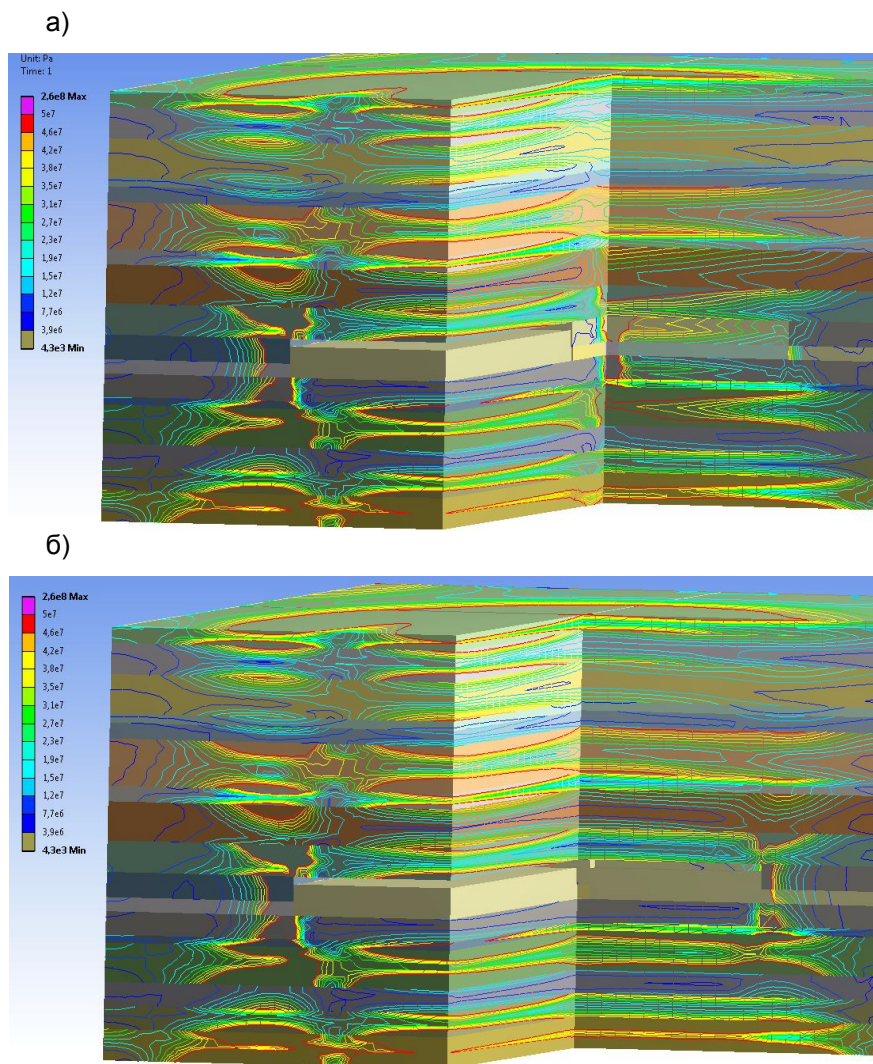 а)
Unit: Pa
Time: 1
2,6e8 Max
5e7
4,6e7
4,2e7
3,8e7
3,5e7
3,1e7
2,7e7
2,3e7
1,9e7
1,5e7
1,2e7
7,7e6
3,9e6
4,3e3 Min
б)
2,6e8 Max
5e7
4,6e7
4,2e7
3,8e7
3,5e7
3,1e7
2,7e7
2,3e7
1,9e7
1,5e7
1,2e7
7,7e6
3,9e6
4,3e3 Min